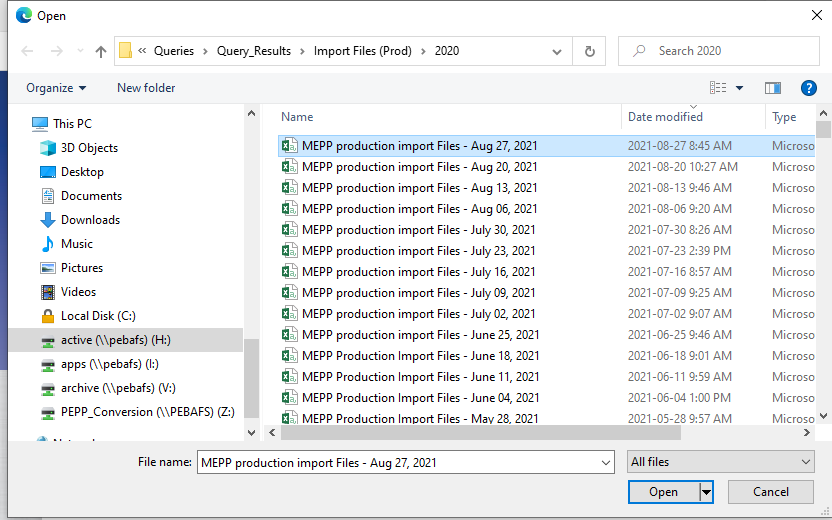 Open
« Queries > Query_Results > Import Files (Prod) > 2020
Search 2020
Organize
New folder
This PC
3D Objects
Desktop
Documents
Downloads
Music
Pictures
Videos
Local Disk (C:)
active (\\pebafs) (H:)
apps (\\pebafs) (I:)
archive (\\pebafs) (V:)
PEPP_Conversion (\\PEBAFS) (Z:)
Name Date modified Type
MEPP production import Files - Aug 27, 2021 2021-08-27 8:45 AM Microso
MEPP production import Files - Aug 20, 2021 2021-08-20 10:27 AM Microso
MEPP production import Files - Aug 13, 2021 2021-08-13 9:46 AM Microso
MEPP production import Files - Aug 06, 2021 2021-08-06 9:20 AM Microso
MEPP production import Files - July 30, 2021 2021-07-30 8:26 AM Microso
MEPP production import Files - July 23, 2021 2021-07-23 2:39 PM Microso
MEPP production import Files - July 16, 2021 2021-07-16 8:57 AM Microso
MEPP production import Files - July 09, 2021 2021-07-09 9:25 AM Microso
MEPP production import Files - July 02, 2021 2021-07-02 9:07 AM Microso
MEPP Production Import Files - June 25, 2021 2021-06-25 9:46 AM Microso
MEPP Production Import Files - June 18, 2021 2021-06-18 9:01 AM Microso
MEPP Production Import Files - June 11, 2021 2021-06-11 9:59 AM Microso
MEPP Production Import Files - June 04, 2021 2021-06-04 1:00 PM Microso
MEPP Production Import Files - May 28, 2021 2021-05-28 9:57 AM Microso
File name: MEPP production import Files - Aug 27, 2021
All files
Open
Cancel